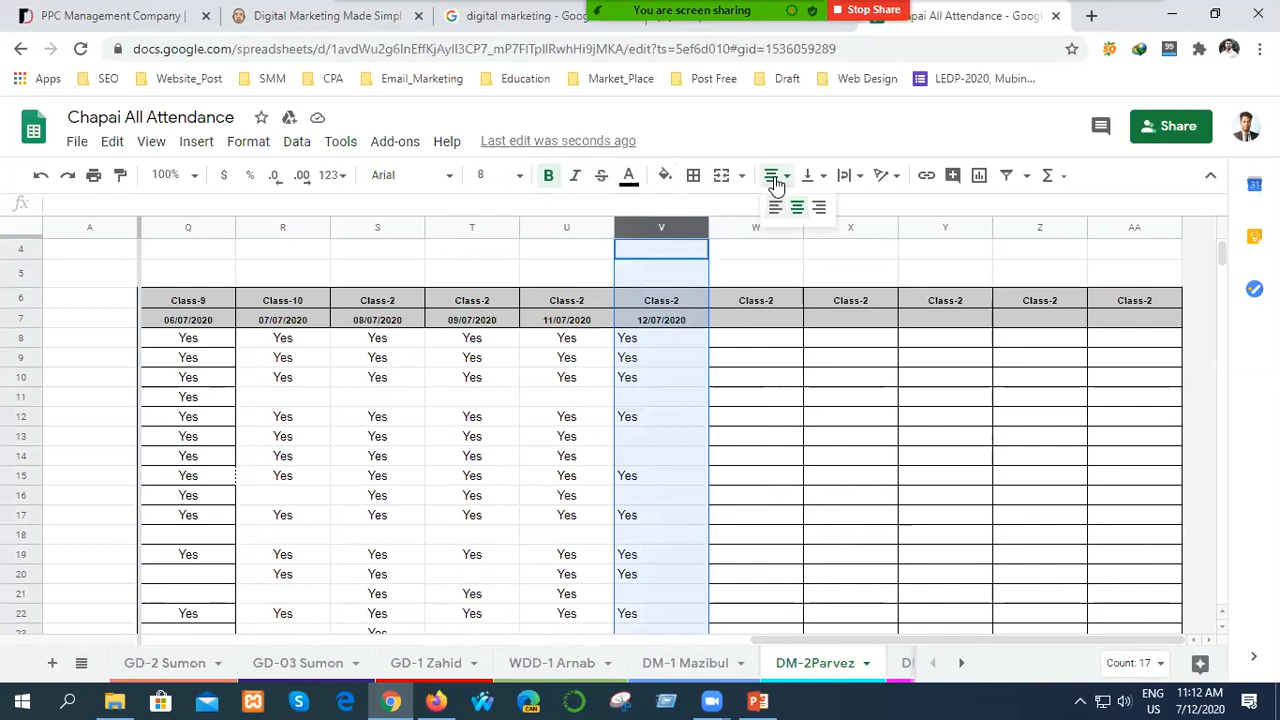 PPC Management Company
Digital Marketing Made Simple
digital marketing - Goo
You are screen sharing
Stop Share
Chapai All Attendance - Googl
docs.google.com/spreadsheets/d/1avdWu2g6InEffKjAyII3CP7_mP7FlTpIlRwhHi9jMKA/edit?ts=5ef6d010#gid=1536059289
Apps SEO Website_Post SMM CPA Email_Marketing Education Market_Place Post Tree Draft Web Design LEDP-2020, Mubin...
Chapai All Attendance
Share
File Edit View Insert Format Data Tools Add-ons Help Last edit was seconds ago
100% $ % .0 .00 123 Arial 8 B I S A
fx
A Q R S T U V W X Y Z AA
4
5
6 Class-9 Class-10 Class-2 Class-2 Class-2 Class-2 Class-2 Class-2 Class-2 Class-2 Class-2
7 06/07/2020 07/07/2020 08/07/2020 09/07/2020 11/07/2020 12/07/2020
8 Yes Yes Yes Yes Yes Yes
9 Yes Yes Yes Yes Yes Yes
10 Yes Yes Yes Yes Yes Yes
11 Yes
12 Yes Yes Yes Yes Yes Yes
13 Yes Yes Yes Yes Yes
14 Yes Yes Yes Yes Yes
15 Yes Yes Yes Yes Yes Yes
16 Yes Yes Yes Yes
17 Yes Yes Yes Yes Yes Yes
18 Yes Yes Yes
19 Yes Yes Yes Yes Yes Yes
20 Yes Yes Yes Yes
21 Yes Yes Yes
22 Yes Yes Yes Yes Yes Yes
23 Yes
GD-2 Sumon GD-03 Sumon GD-1 Zahid WDD-1 Arnab DM-1 Mazibul DM-2Parvez Count: 17
ENG 11:12 AM
US 7/12/2020